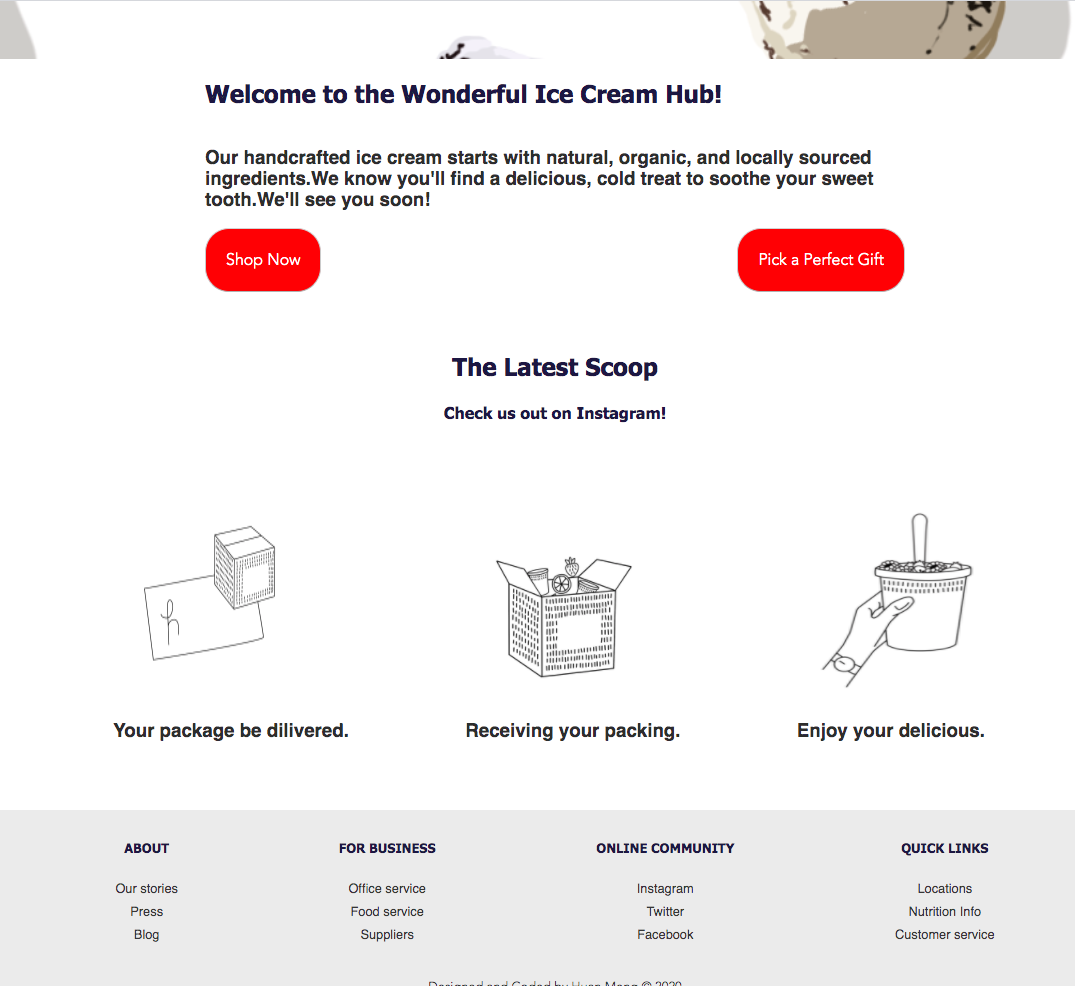 Welcome to the Wonderful Ice Cream Hub!
Our handcrafted ice cream starts with natural, organic, and locally sourced
ingredients.We know you'll find a delicious, cold treat to soothe your sweet
tooth.We'll see you soon!
Shop Now
Pick a Perfect Gift
The Latest Scoop
Check us out on Instagram!
h
Your package be dilivered.
Receiving your packing.
Enjoy your delicious.
ABOUT
Our stories
Press
Blog
FOR BUSINESS
Office service
Food service
Suppliers
ONLINE COMMUNITY
Instagram
Twitter
Facebook
QUICK LINKS
Locations
Nutrition Info
Customer service
Designed and Coded by © 2020